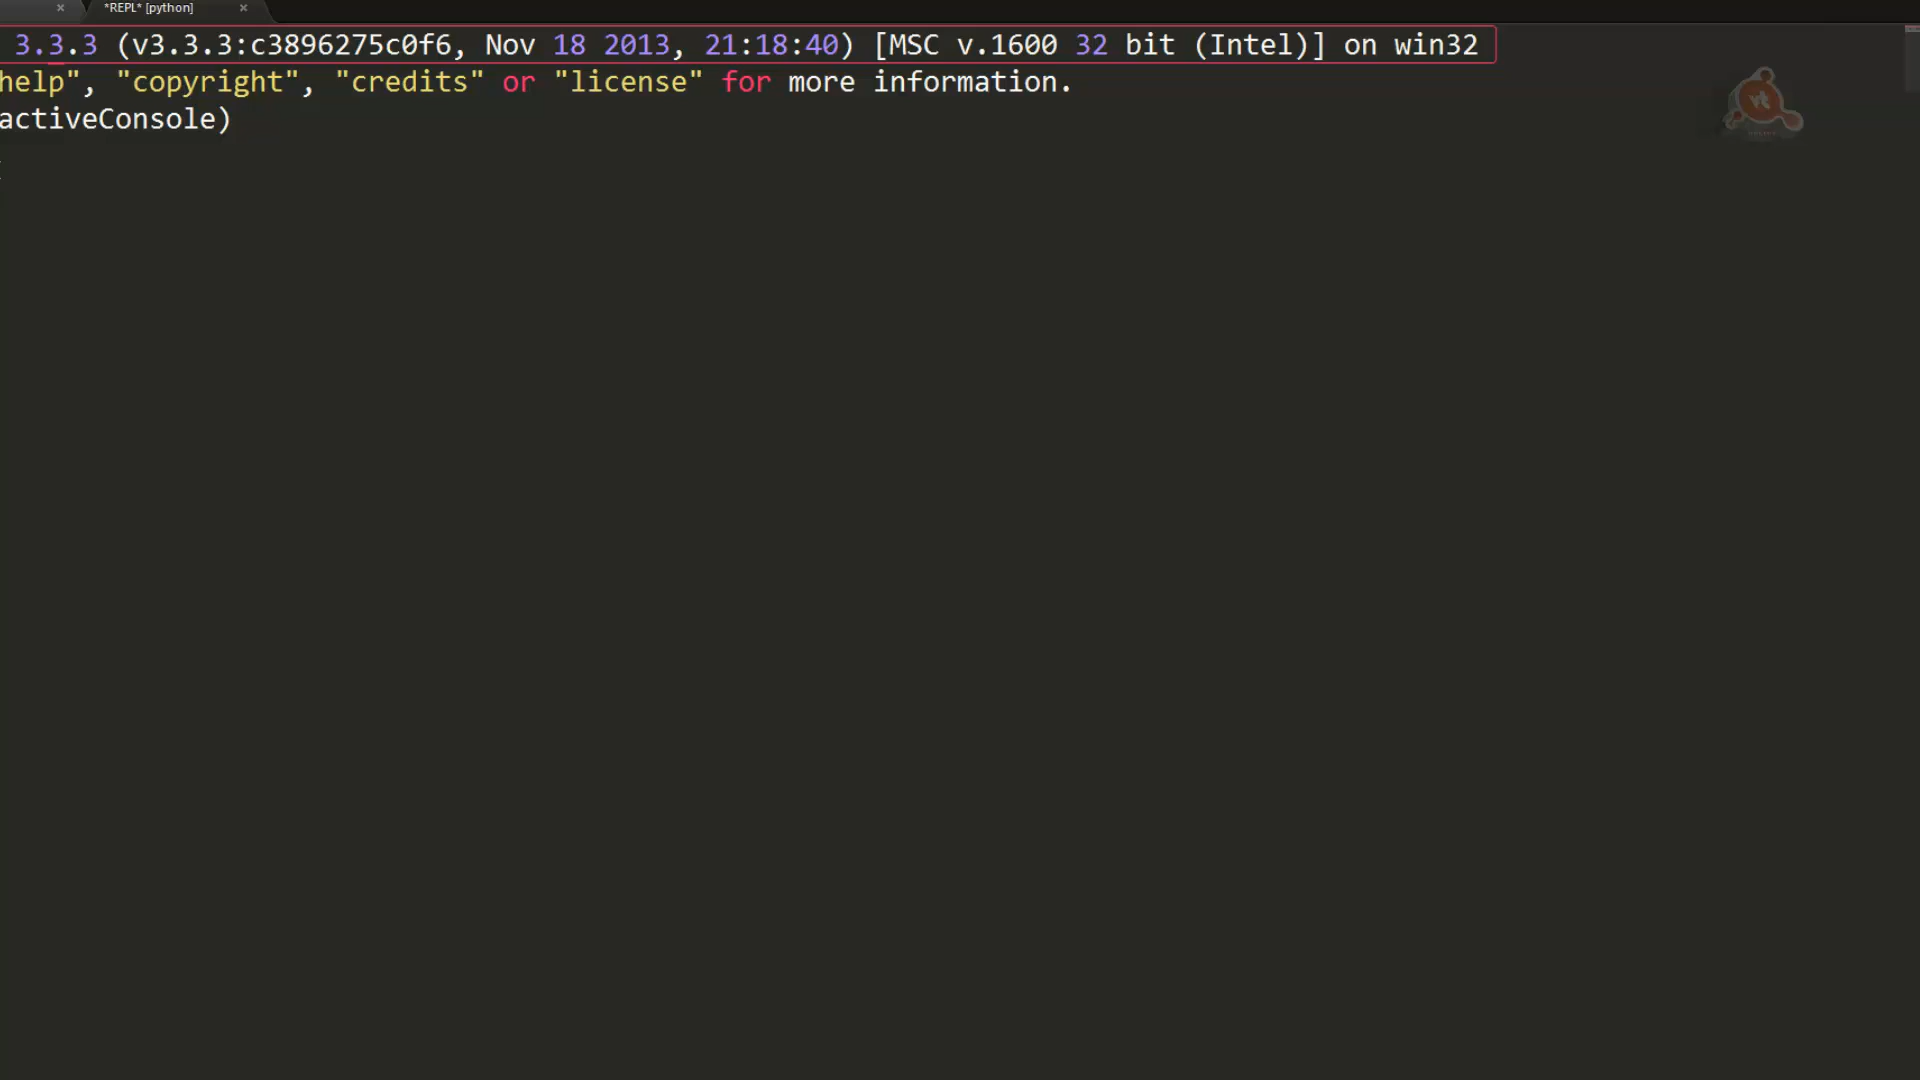 *REPL* [python]
3.3.3 (v3.3.3:c3896275c0f6, Nov 18 2013, 21:18:40) [MSC v.1600 32 bit (Intel)] on win32
help", "copyright", "credits" or "license" for more information.
activeConsole)
vt